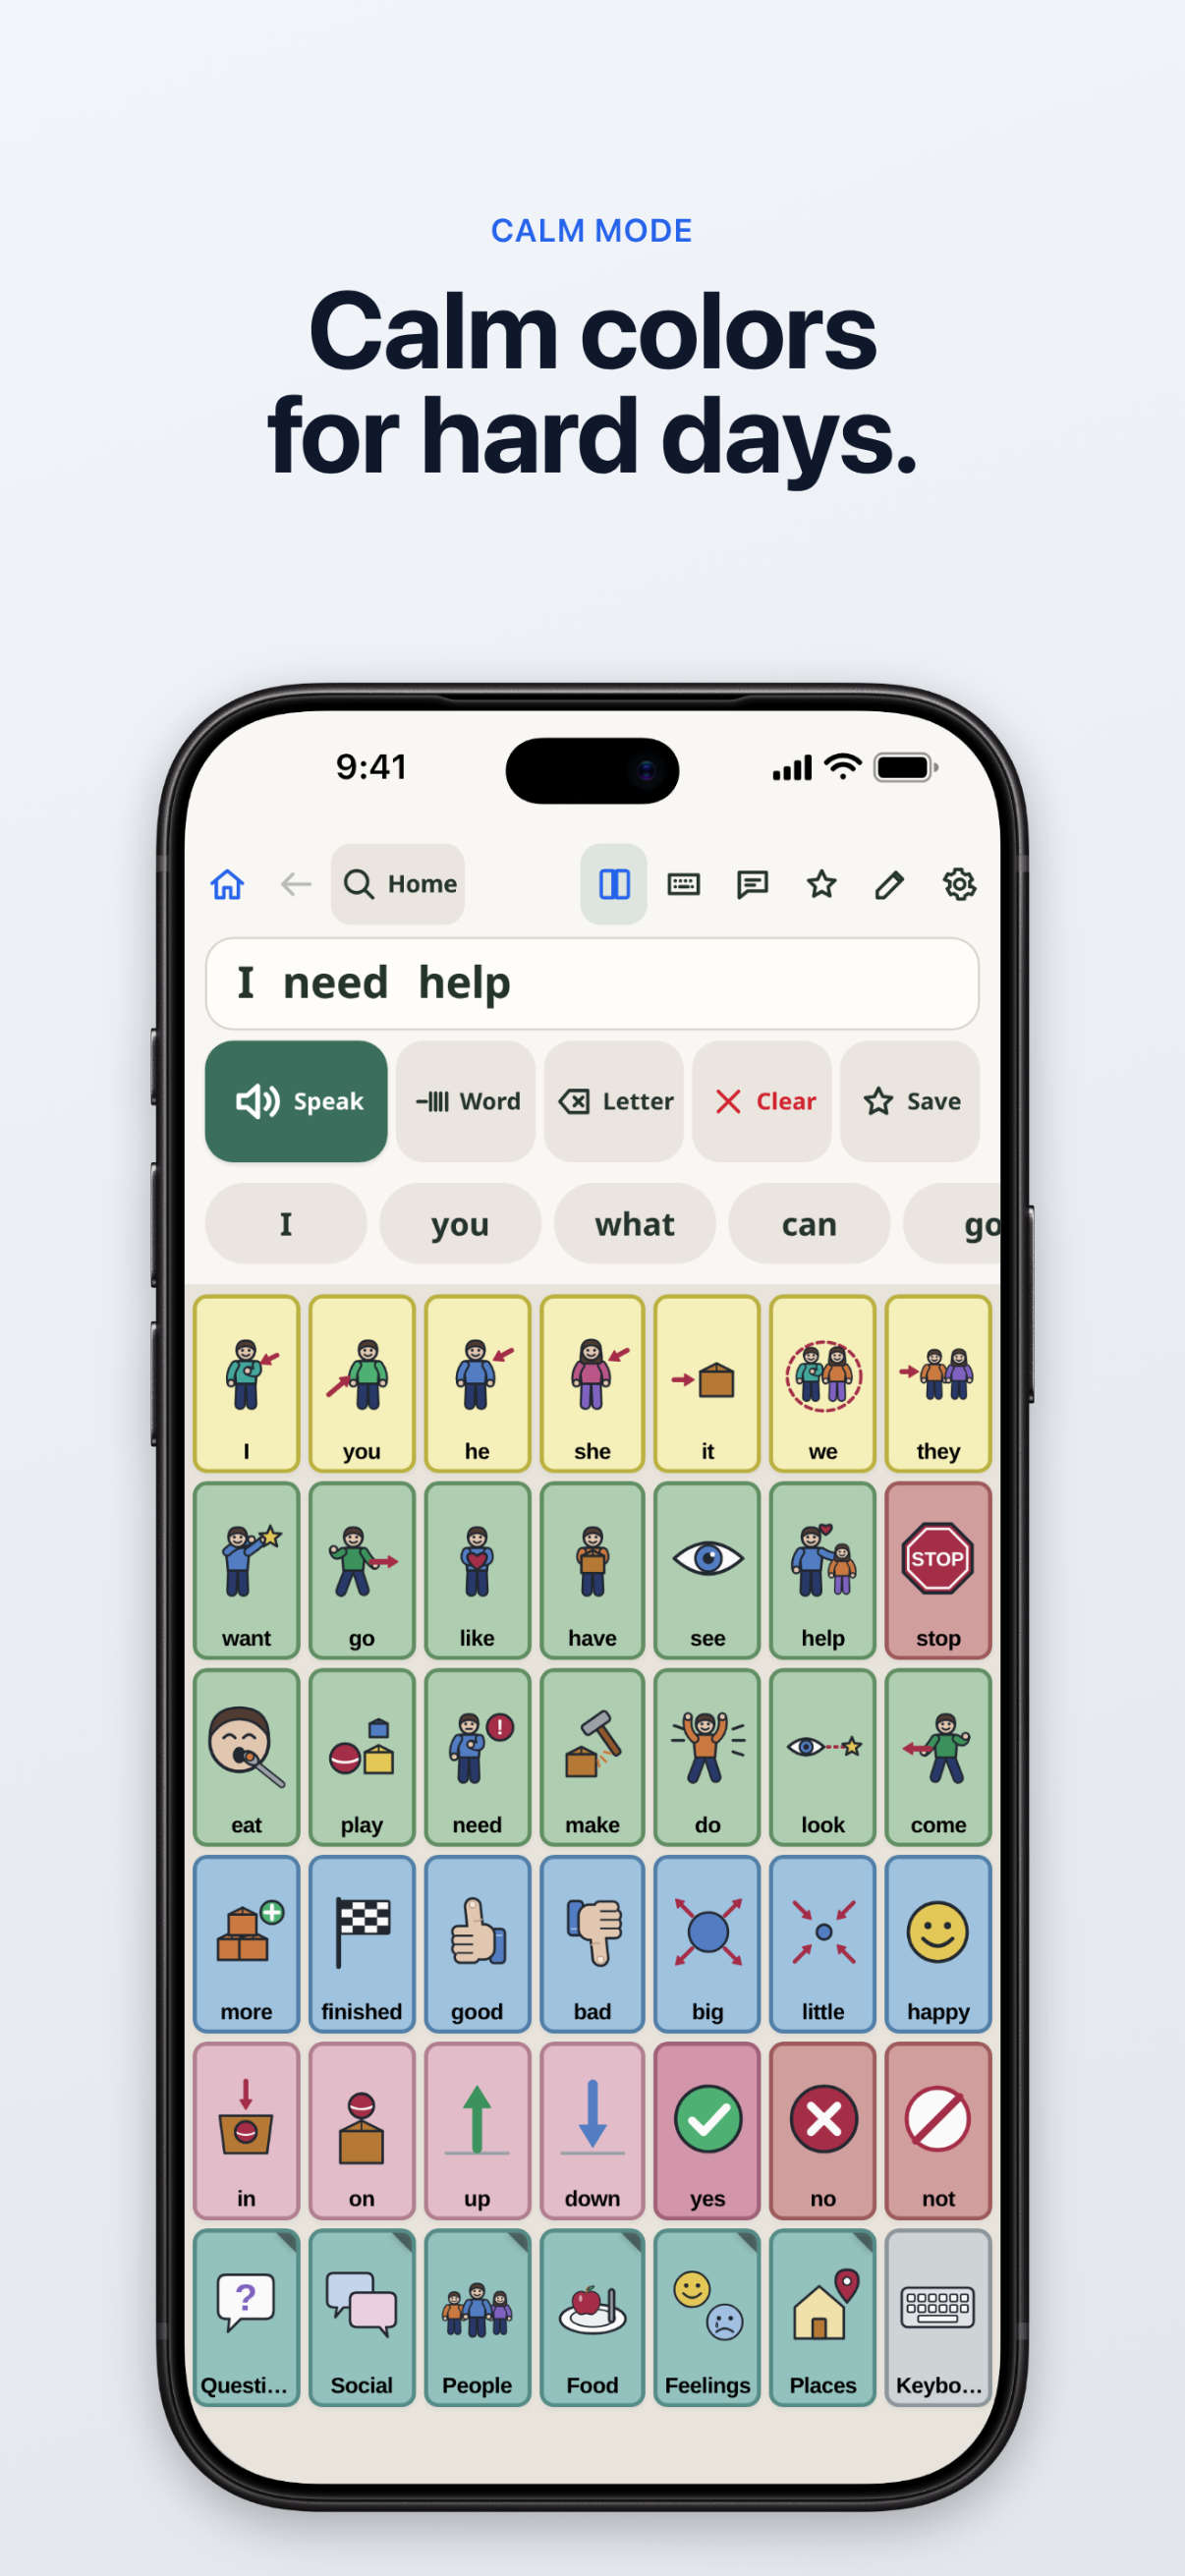 CALM MODE
Calm colors
for hard days.
9:41
Home
I need help
Speak Word Letter Clear Save
I you what can go
I you he she it we they
STOP
want go like have see help stop
!
eat play need make do look come
more finished good bad big little happy
in on up down yes no not
?
Questi... Social People Food Feelings Places Keybo...